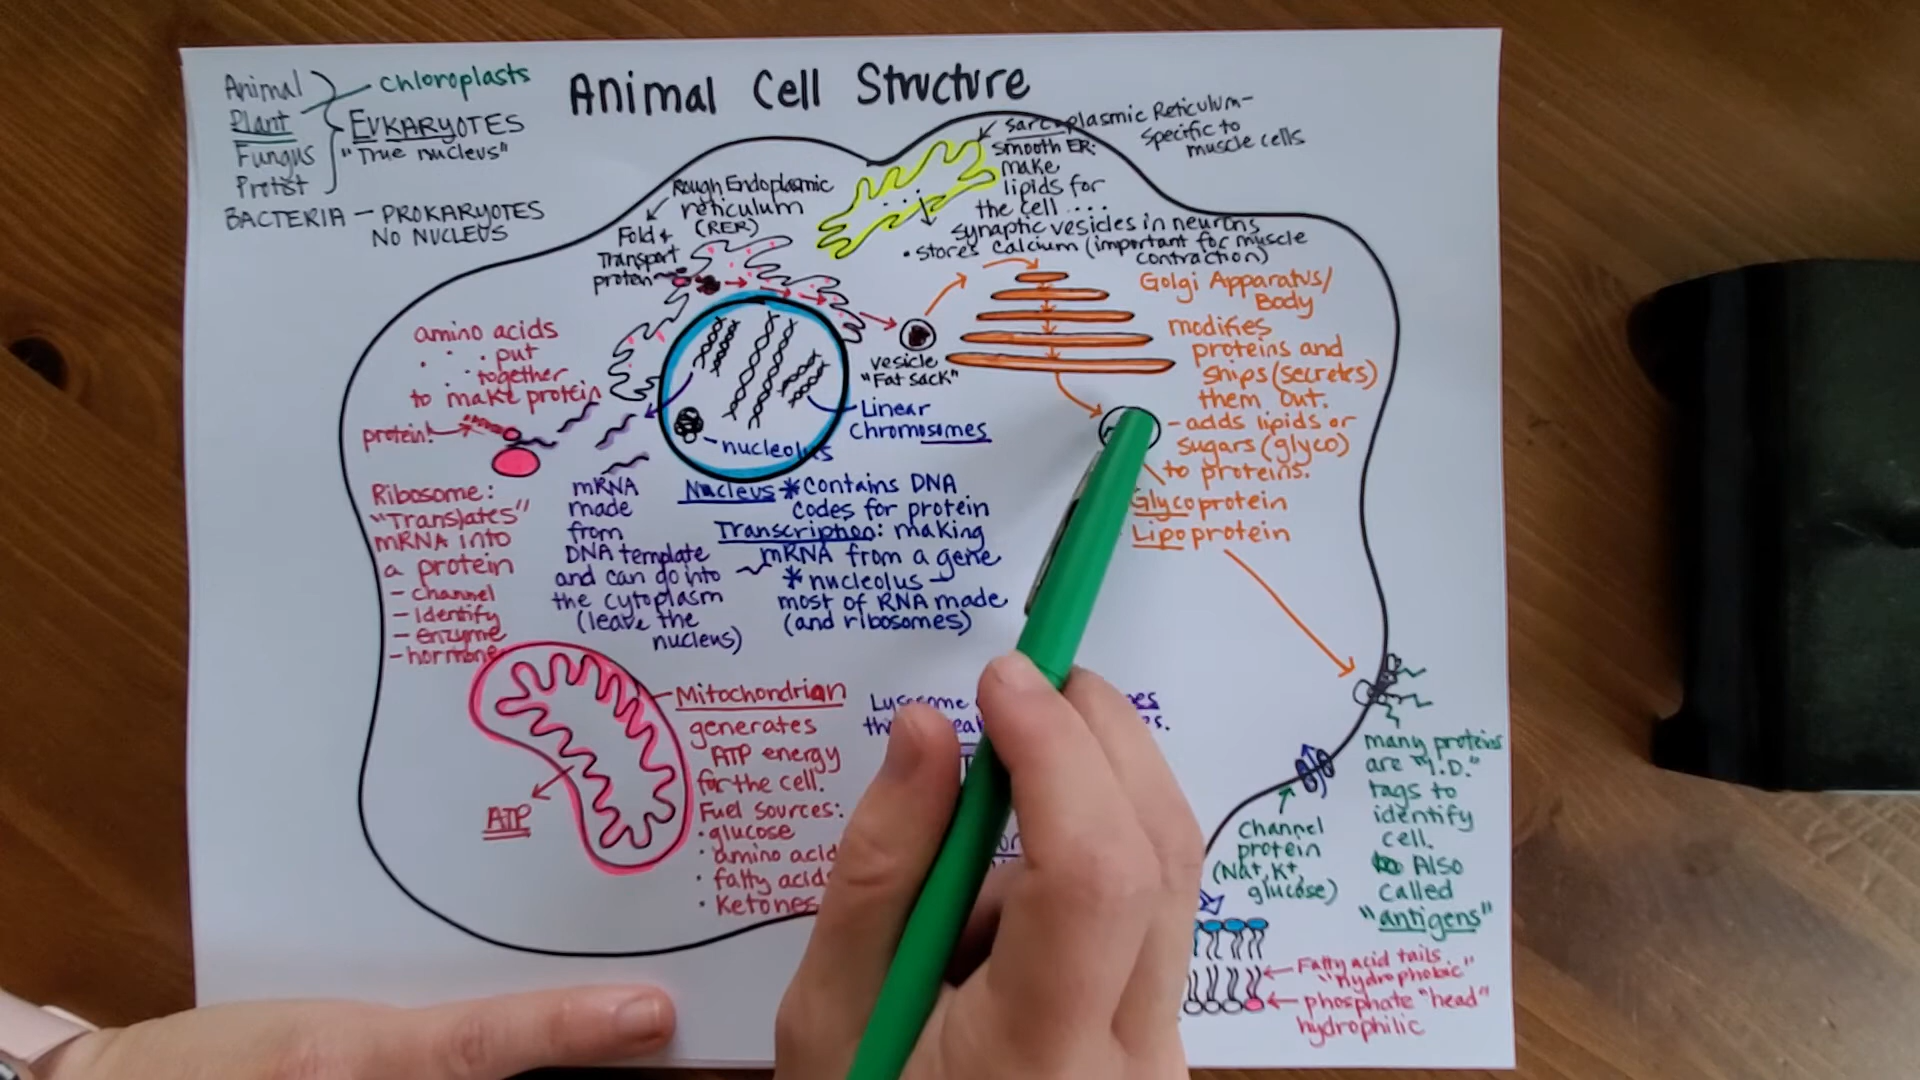 Animal Cell Structure
Animal
Plant
Fungus
Protist
chloroplasts
EUKARYOTES
"True nucleus"
BACTERIA - PROKARYOTES
NO NUCLEUS
Sarcoplasmic Reticulum-
specific to
muscle cells
smooth ER:
make
lipids for
the cell ....
synaptic vesicles in neurons
• stores calcium (important for muscle
contraction)
Rough Endoplasmic
reticulum
(RER)
Fold &
Transport
protein
amino acids
put
together
to make protein
protein!
Ribosome:
"Translates"
mRNA into
a protein
- channel
- Identify
- enzyme
- hormone
mRNA
made
from
DNA template
and can go into
the cytoplasm
(leave the
nucleus)
nucleolus
Linear
Chromosomes
vesicle
"Fat sack"
Nucleus * Contains DNA
codes for protein
Transcription: making
mRNA from a gene
* nucleolus -
most of RNA made
(and ribosomes)
Golgi Apparatus/
Body
modifies
proteins and
ships (secretes)
them out.
- adds lipids or
sugars (glyco)
to proteins.
Glycoprotein
Lipoprotein
Mitochondrian
generates
ATP energy
for the cell.
Fuel sources:
• glucose
• amino acid
• fatty acids
• Ketones
ATP
many proteins
are "I.D."
tags to
identify
cell.
Also
called
"antigens"
Channel
protein
(Na+, K+,
glucose)
Fatty acid tails
"hydrophobic"
phosphate "head"
hydrophilic